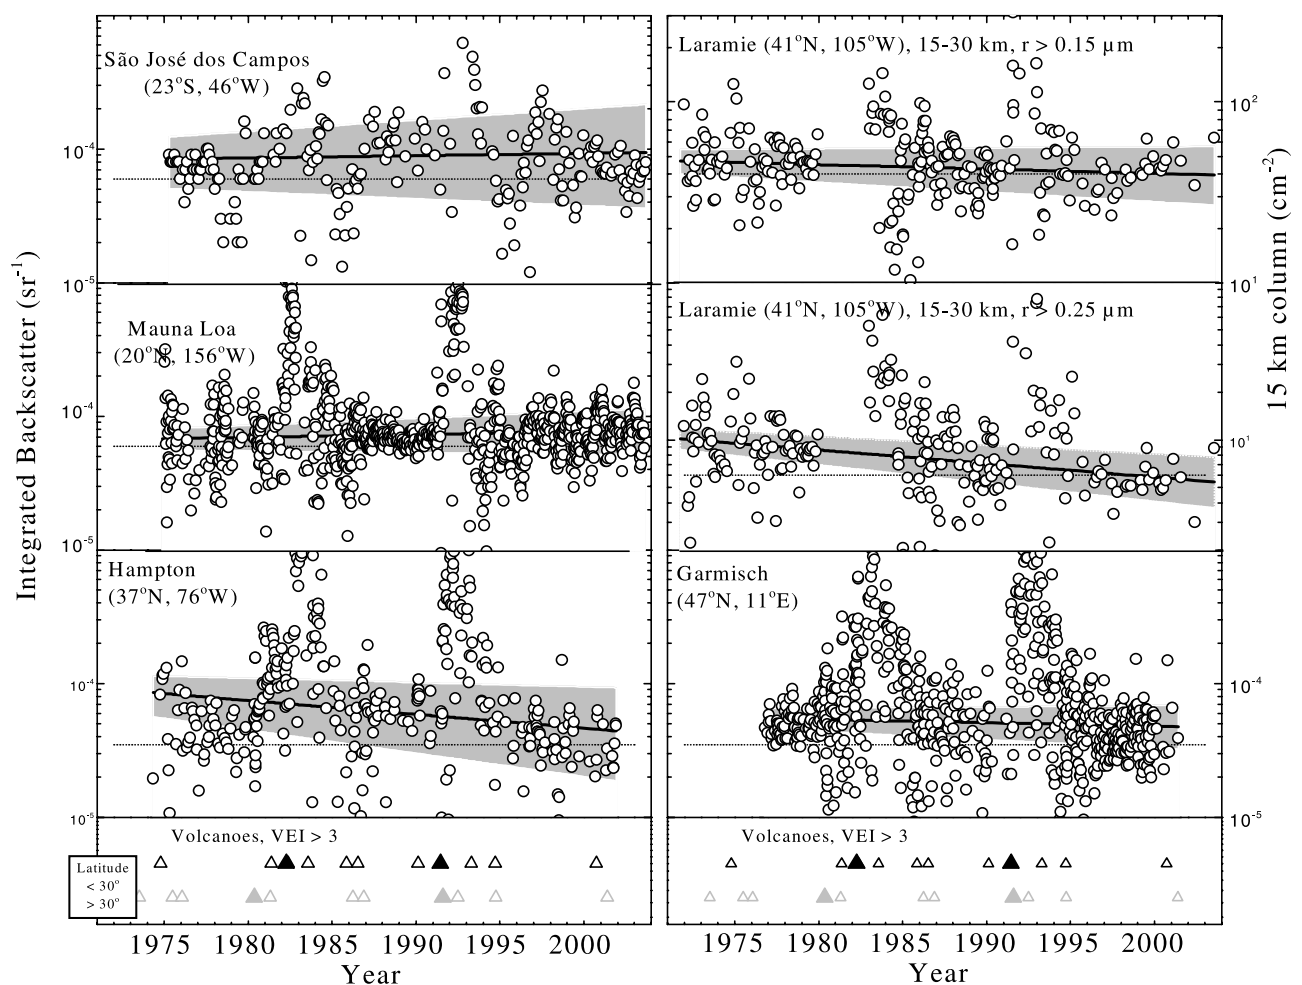 São José dos Campos
(23°S, 46°W)
10⁻⁴
10⁻⁵
Mauna Loa
(20°N, 156°W)
10⁻⁴
10⁻⁵
Hampton
(37°N, 76°W)
10⁻⁴
10⁻⁵
Integrated Backscatter (sr⁻¹)
Volcanoes, VEI > 3
Latitude
< 30°
> 30°
1975 1980 1985 1990 1995 2000
Year
Laramie (41°N, 105°W), 15-30 km, r > 0.15 µm
10²
10¹
Laramie (41°N, 105°W), 15-30 km, r > 0.25 µm
10¹
15 km column (cm⁻²)
Garmisch
(47°N, 11°E)
10⁻⁴
10⁻⁵
Volcanoes, VEI > 3
1975 1980 1985 1990 1995 2000
Year